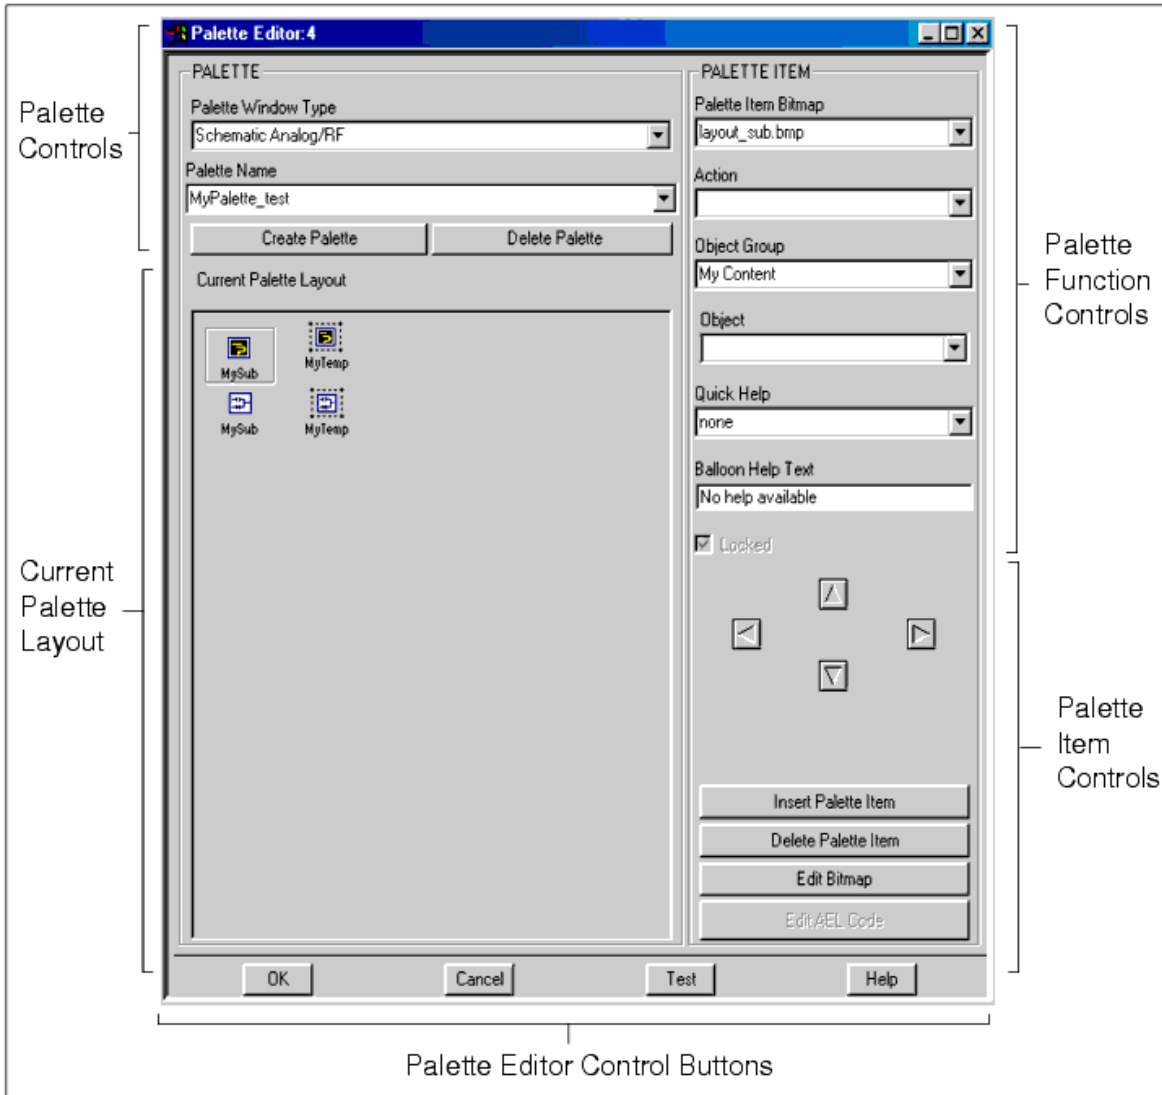 Palette Editor:4
Palette
Controls
PALETTE
Palette Window Type
Schematic Analog/RF
Palette Name
MyPalette_test
Create Palette
Delete Palette
Current Palette Layout
MySub
MyTemp
MySub
MyTemp
Current
Palette
Layout
PALETTE ITEM
Palette Item Bitmap
layout_sub.bmp
Action
Object Group
My Content
Object
Quick Help
none
Balloon Help Text
No help available
Locked
Palette
Function
Controls
Insert Palette Item
Delete Palette Item
Edit Bitmap
Edit AEL Code
Palette
Item
Controls
OK
Cancel
Test
Help
Palette Editor Control Buttons